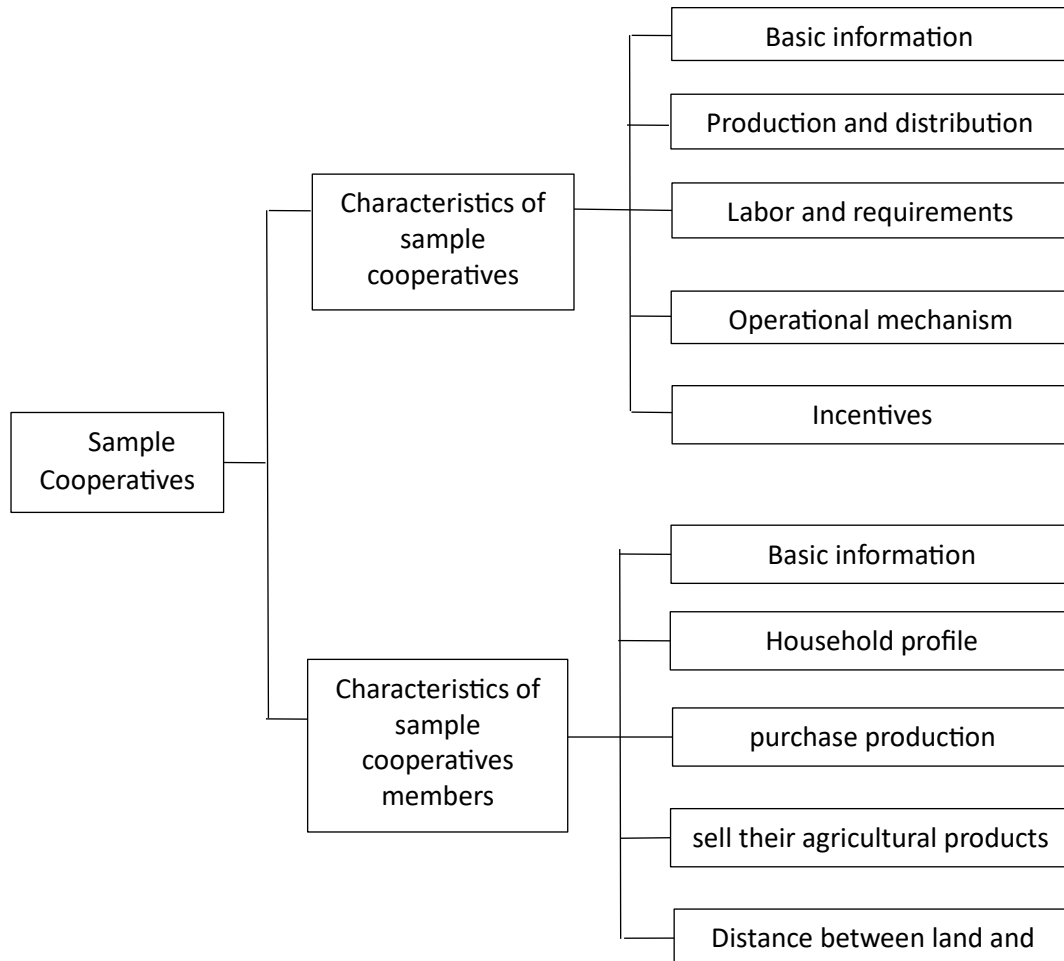 Sample
Cooperatives
Characteristics of
sample
cooperatives
Basic information
Production and distribution
Labor and requirements
Operational mechanism
Incentives
Characteristics of
sample
cooperatives
members
Basic information
Household profile
purchase production
sell their agricultural products
Distance between land and